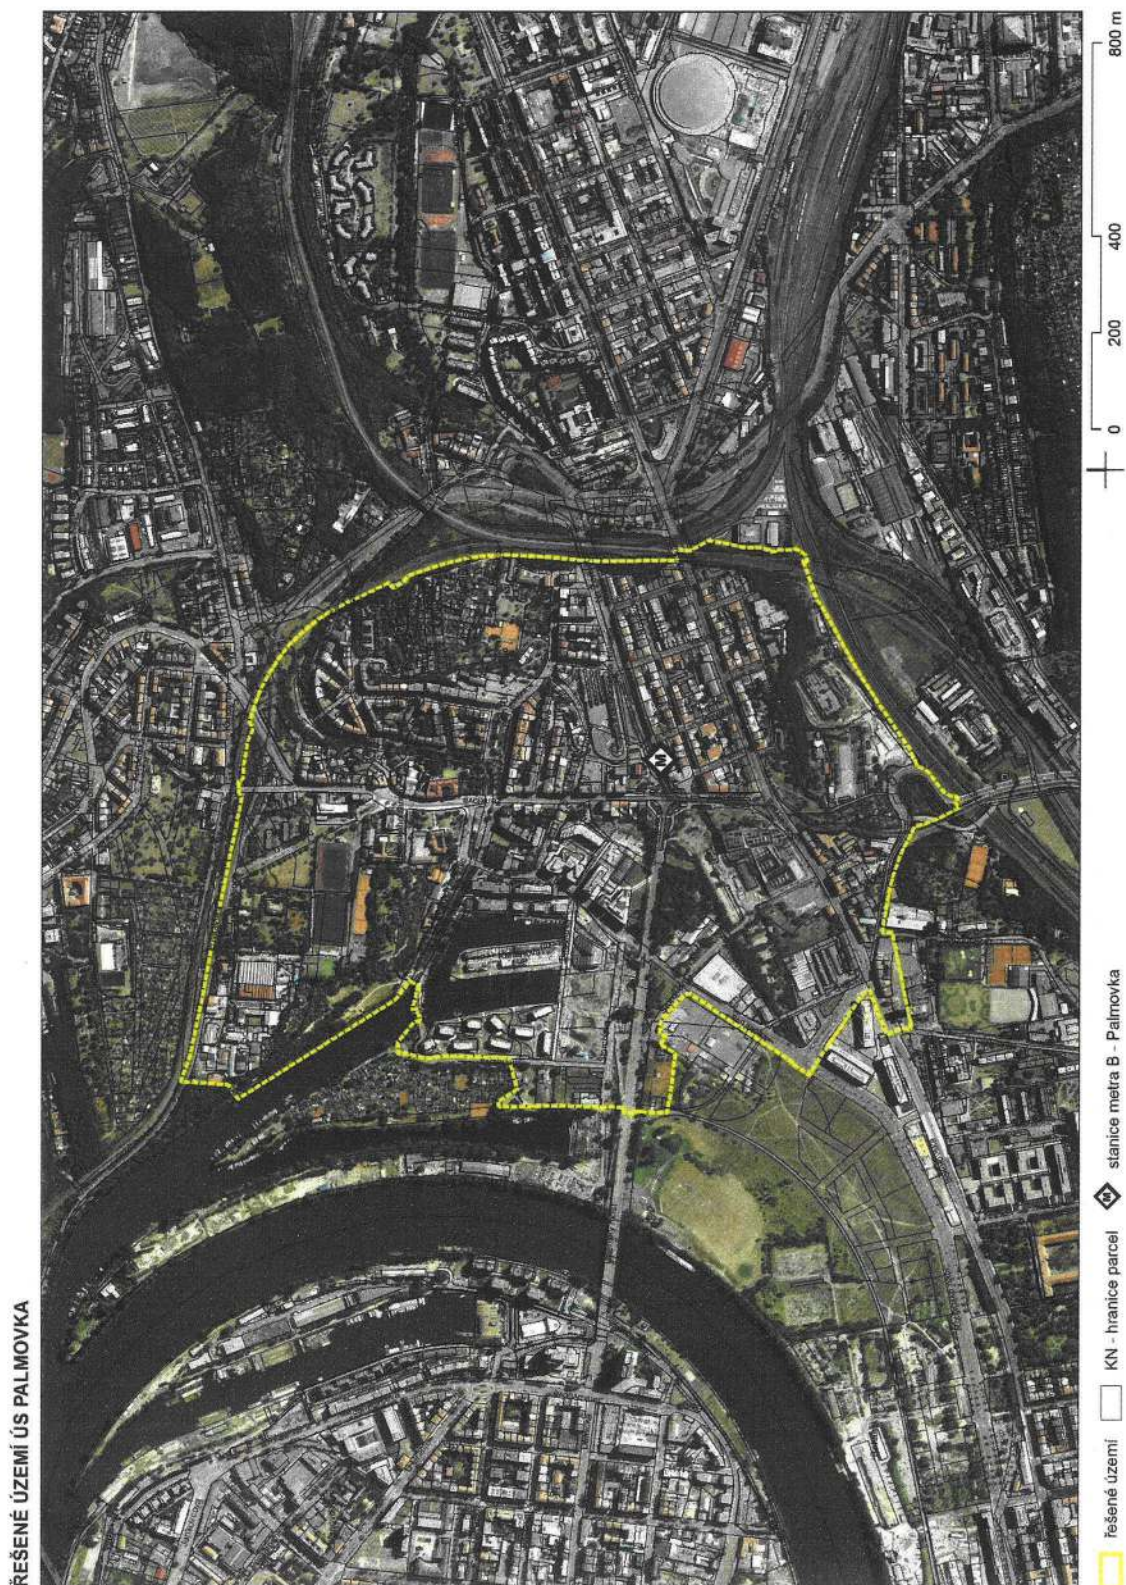 ŘEŠENÉ ÚZEMÍ ÚS PALMOVKA
řešené území
KN - hranice parcel
M stanice metra B - Palmovka
0 200 400 800 m
M